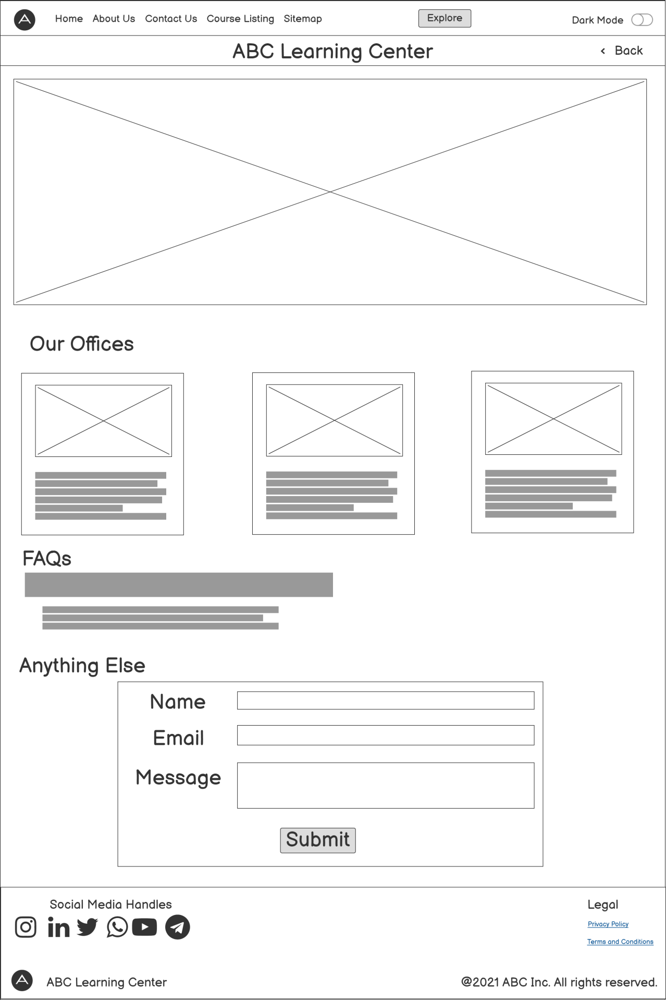 A
Home About Us Contact Us Course Listing Sitemap Explore Dark Mode
ABC Learning Center
< Back
Our Offices
FAQs
Anything Else
Name
Email
Message
Submit
Social Media Handles
in
Legal
Privacy Policy
Terms and Conditions
A
ABC Learning Center
@2021 ABC Inc. All rights reserved.